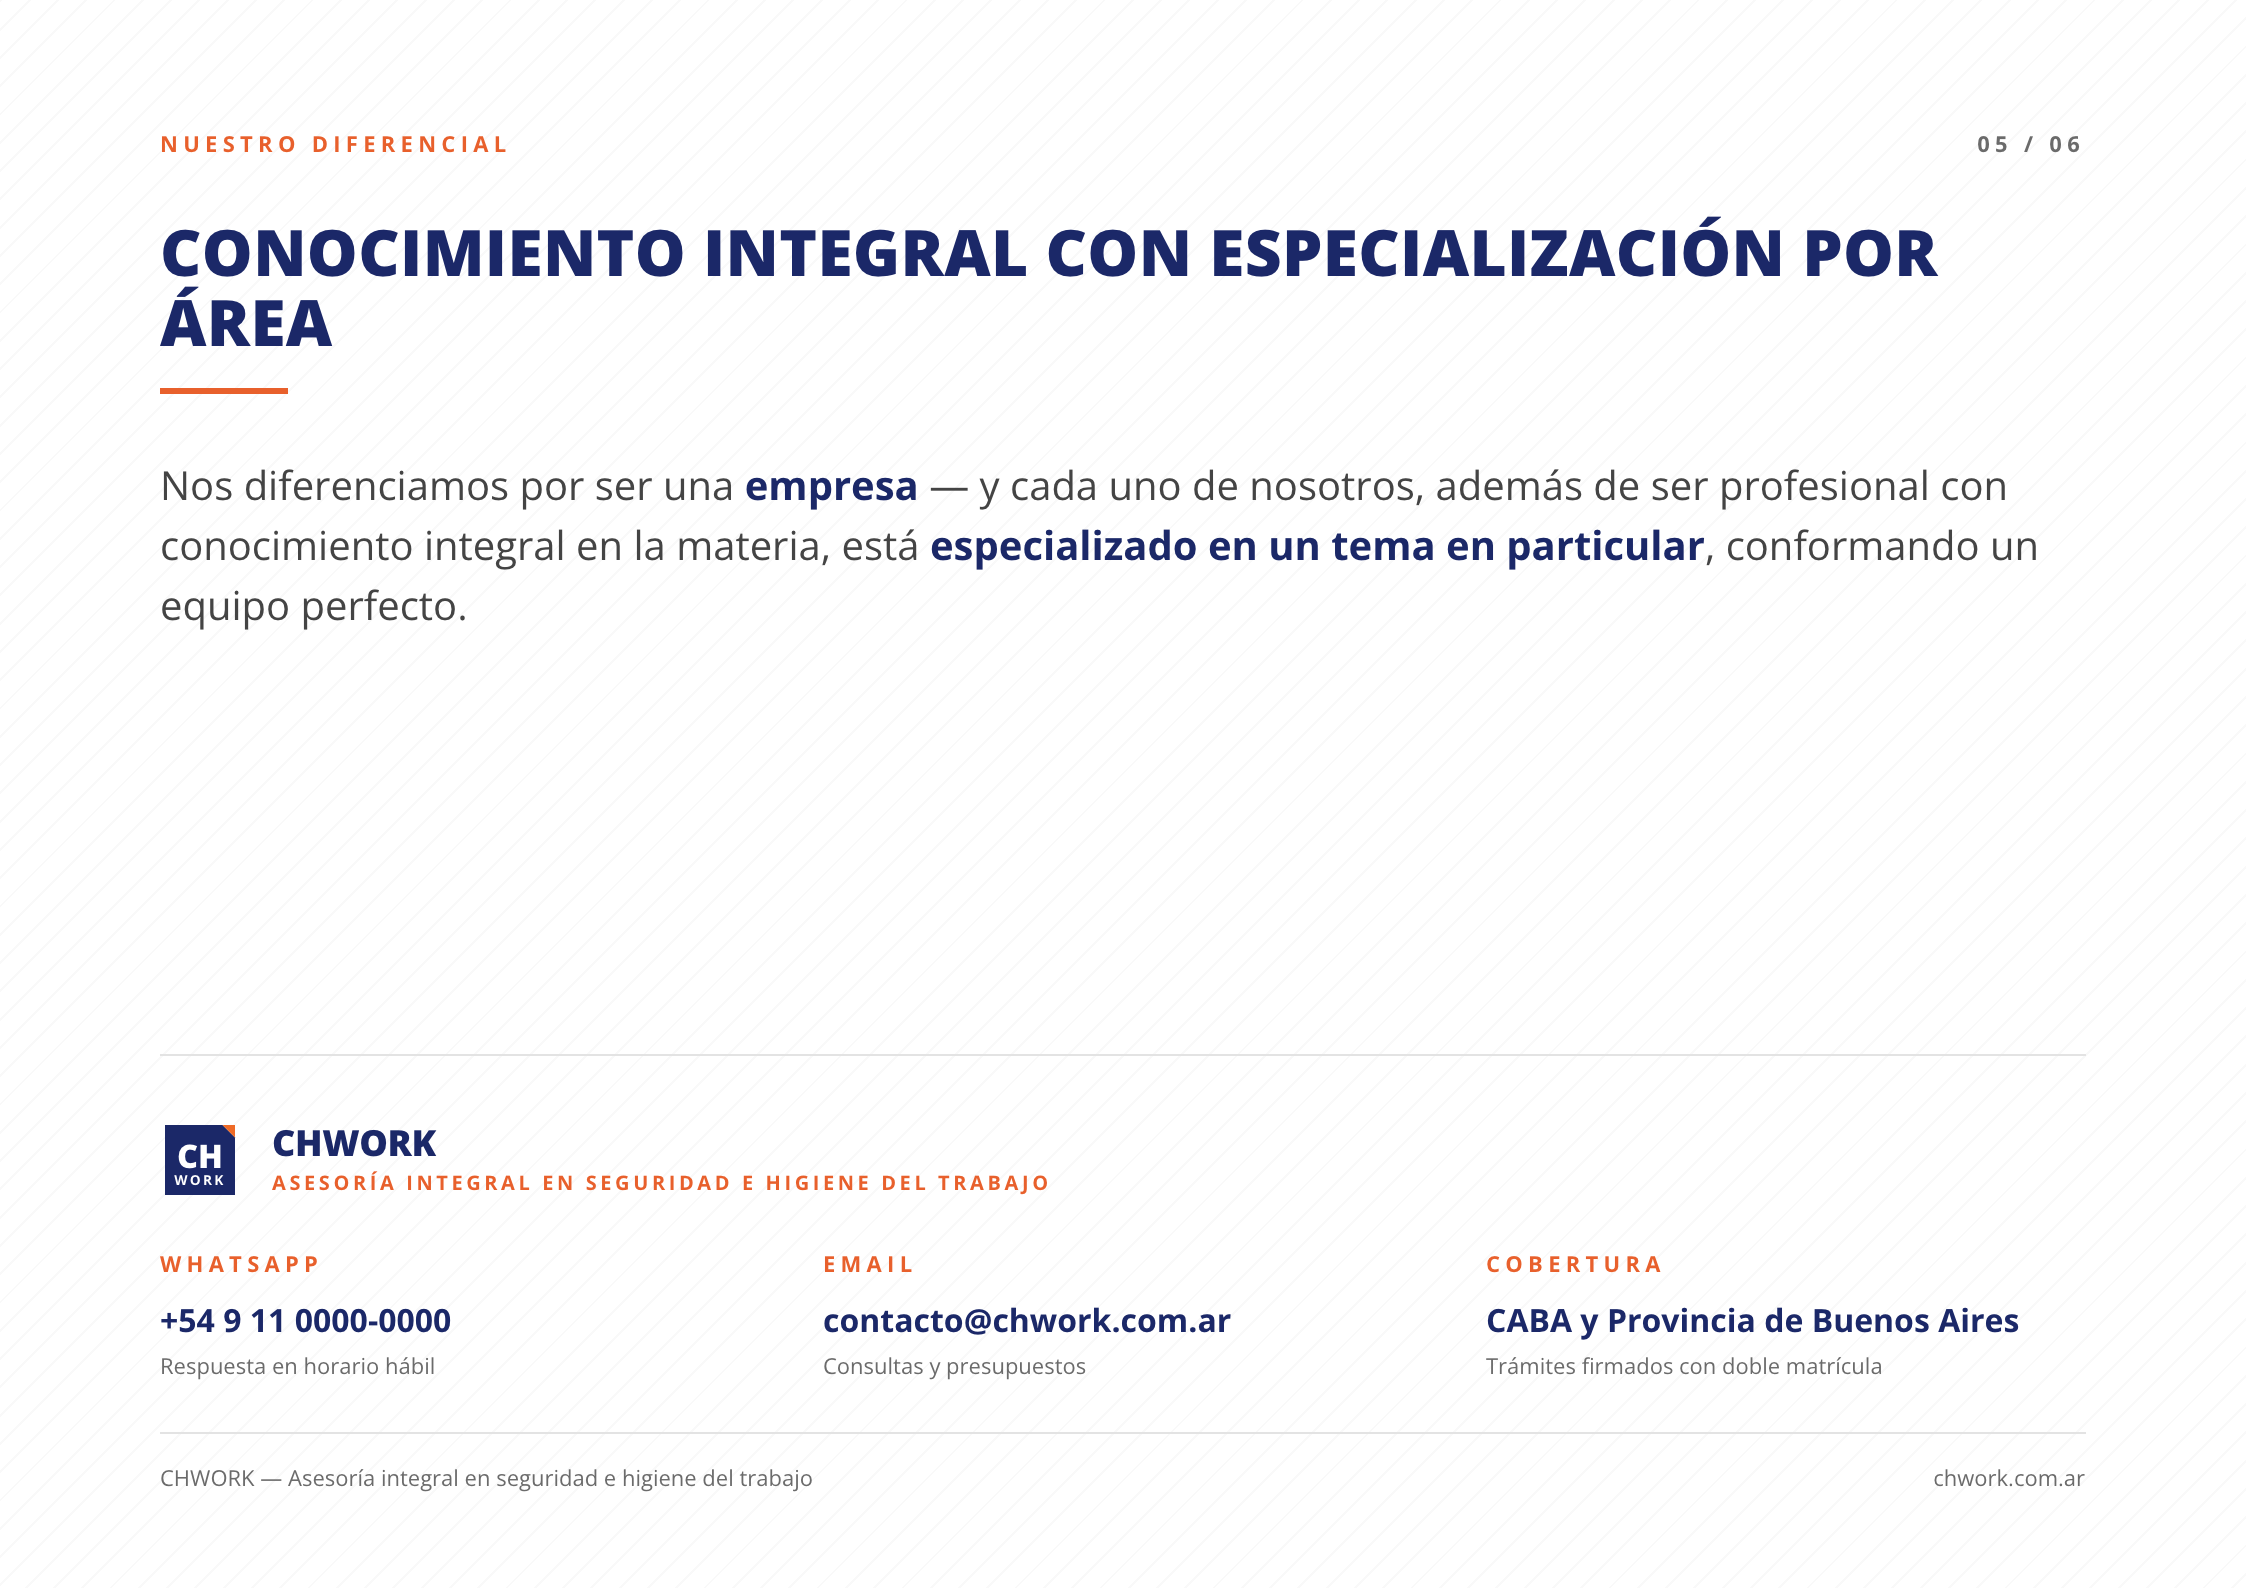 NUESTRO DIFERENCIAL
05 / 06
CONOCIMIENTO INTEGRAL CON ESPECIALIZACIÓN POR
ÁREA
Nos diferenciamos por ser una empresa — y cada uno de nosotros, además de ser profesional con
conocimiento integral en la materia, está especializado en un tema en particular, conformando un
equipo perfecto.
CH
WORK
CHWORK
ASESORÍA INTEGRAL EN SEGURIDAD E HIGIENE DEL TRABAJO
WHATSAPP
+54 9 11 0000-0000
Respuesta en horario hábil
EMAIL
contacto@chwork.com.ar
Consultas y presupuestos
COBERTURA
CABA y Provincia de Buenos Aires
Trámites firmados con doble matrícula
CHWORK — Asesoría integral en seguridad e higiene del trabajo
chwork.com.ar